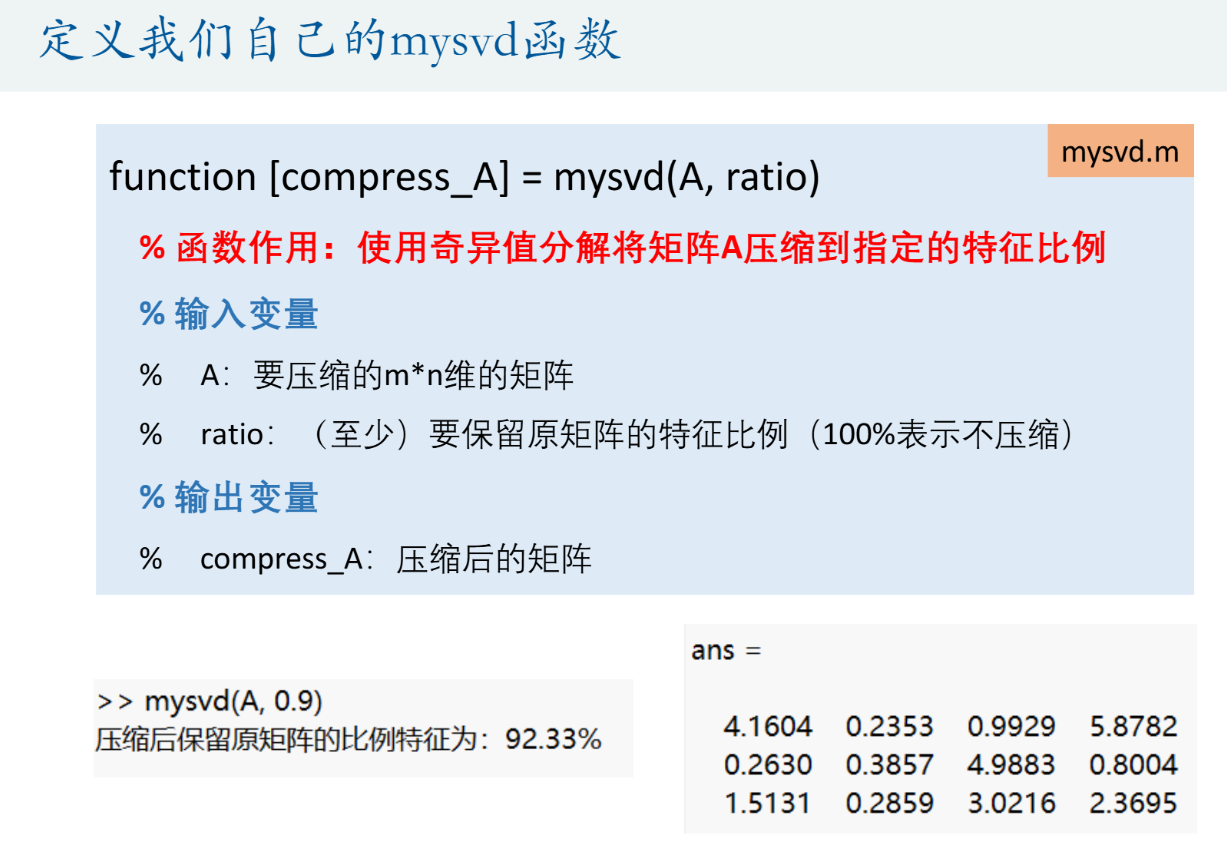 定义我们自己的mysvd函数
mysvd.m
function [compress_A] = mysvd(A, ratio)
% 函数作用：使用奇异值分解将矩阵A压缩到指定的特征比例
% 输入变量
% A：要压缩的m*n维的矩阵
% ratio：（至少）要保留原矩阵的特征比例（100%表示不压缩）
% 输出变量
% compress_A：压缩后的矩阵
>> mysvd(A, 0.9)
压缩后保留原矩阵的比例特征为：92.33%
ans =
4.1604 0.2353 0.9929 5.8782
0.2630 0.3857 4.9883 0.8004
1.5131 0.2859 3.0216 2.3695